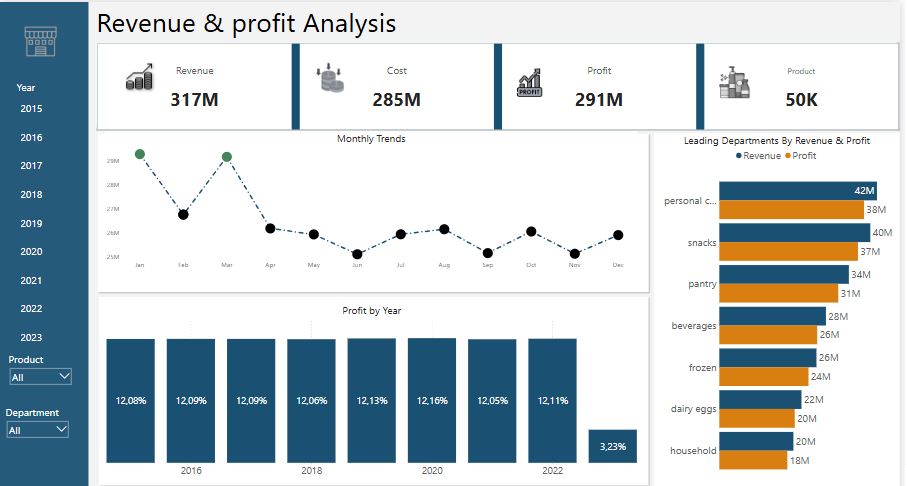 Revenue & profit Analysis
Year
2015
2016
2017
2018
2019
2020
2021
2022
2023
Product
All
Department
All
Revenue
317M
Cost
285M
PROFIT
Profit
291M
Product
50K
Monthly Trends
29M
28M
27M
26M
25M
Jan Feb Mar Apr May Jun Jul Aug Sep Oct Nov Dec
Profit by Year
12,08% 12,09% 12,09% 12,06% 12,13% 12,16% 12,05% 12,11% 3,23%
2016 2018 2020 2022
Leading Departments By Revenue & Profit
Revenue Profit
personal c... 42M
38M
snacks 40M
37M
pantry 34M
31M
beverages 28M
26M
frozen 26M
24M
dairy eggs 22M
20M
household 20M
18M